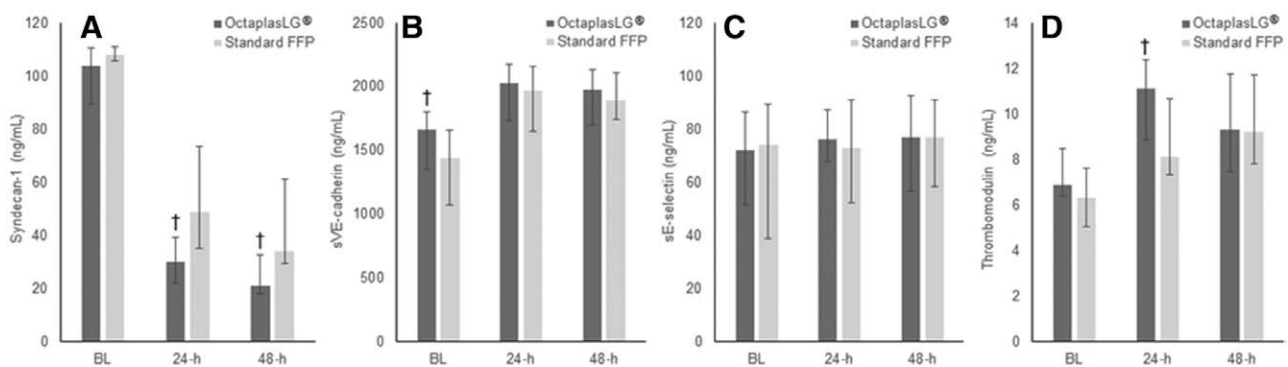 A
OctaplasLG®
Standard FFP
Syndecan-1 (ng/mL)
120
100
80
60
40
20
0
†
†
BL
24-h
48-h
B
OctaplasLG®
Standard FFP
sVE-cadherin (ng/mL)
2500
2000
1500
1000
500
0
†
BL
24-h
48-h
C
OctaplasLG®
Standard FFP
sE-selectin (ng/mL)
120
100
80
60
40
20
0
BL
24-h
48-h
D
OctaplasLG®
Standard FFP
Thrombomodulin (ng/mL)
14
12
10
8
6
4
2
0
†
BL
24-h
48-h